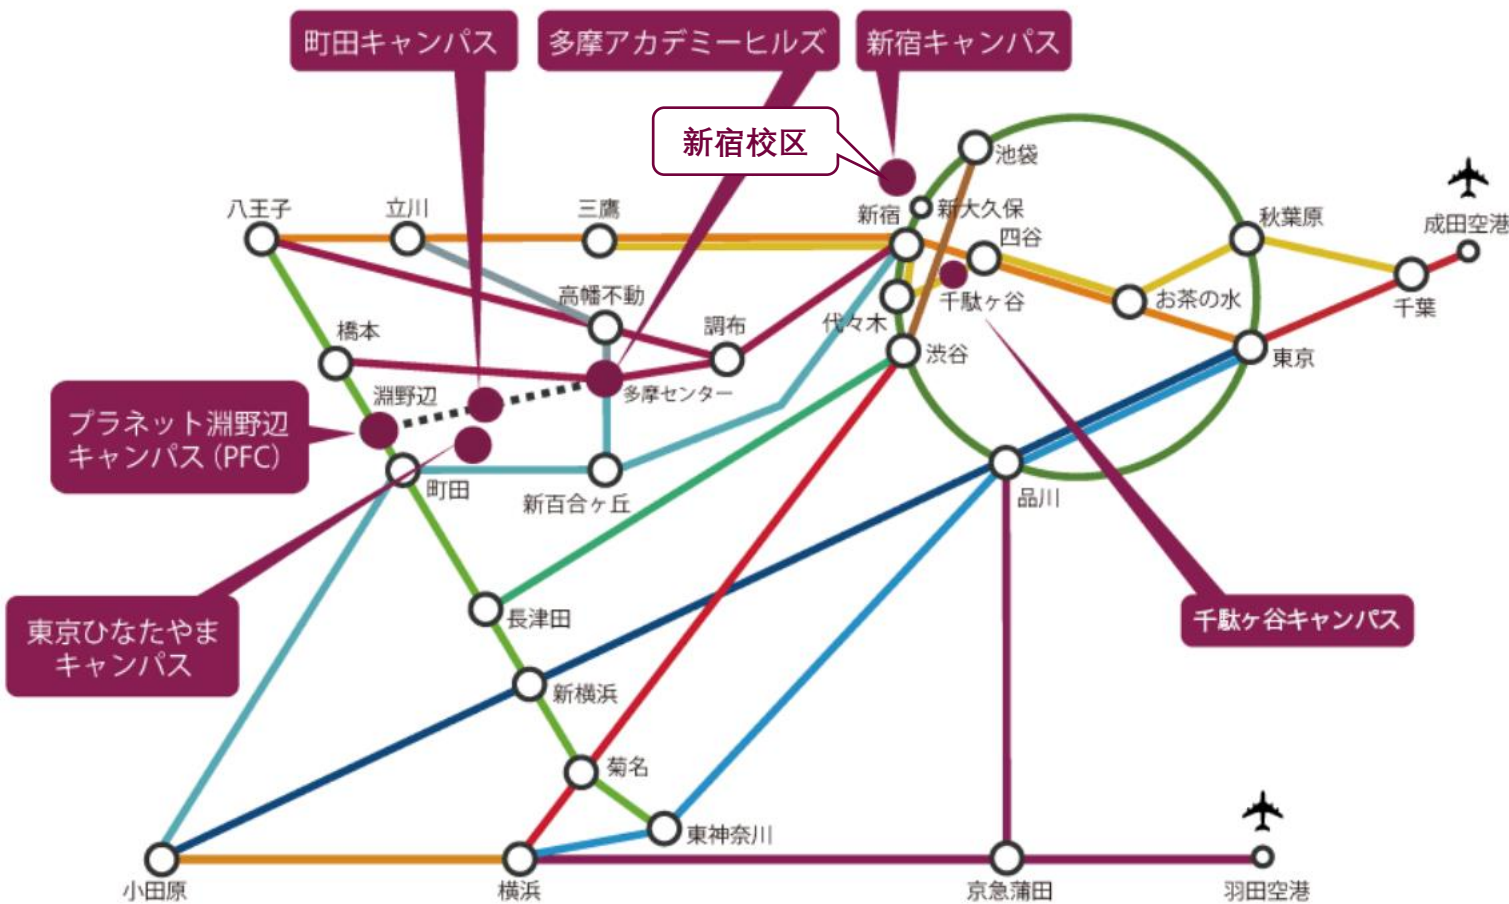 町田キャンパス
多摩アカデミーヒルズ
新宿キャンパス
新宿校区
池袋
八王子
立川
三鷹
新宿
新大久保
四谷
秋葉原
成田空港
高幡不動
調布
代々木
千駄ヶ谷
お茶の水
千葉
橋本
渋谷
東京
淵野辺
多摩センター
プラネット淵野辺
キャンパス（PFC）
町田
新百合ヶ丘
品川
長津田
東京ひなたやま
キャンパス
千駄ヶ谷キャンパス
新横浜
菊名
東神奈川
小田原
横浜
京急蒲田
羽田空港